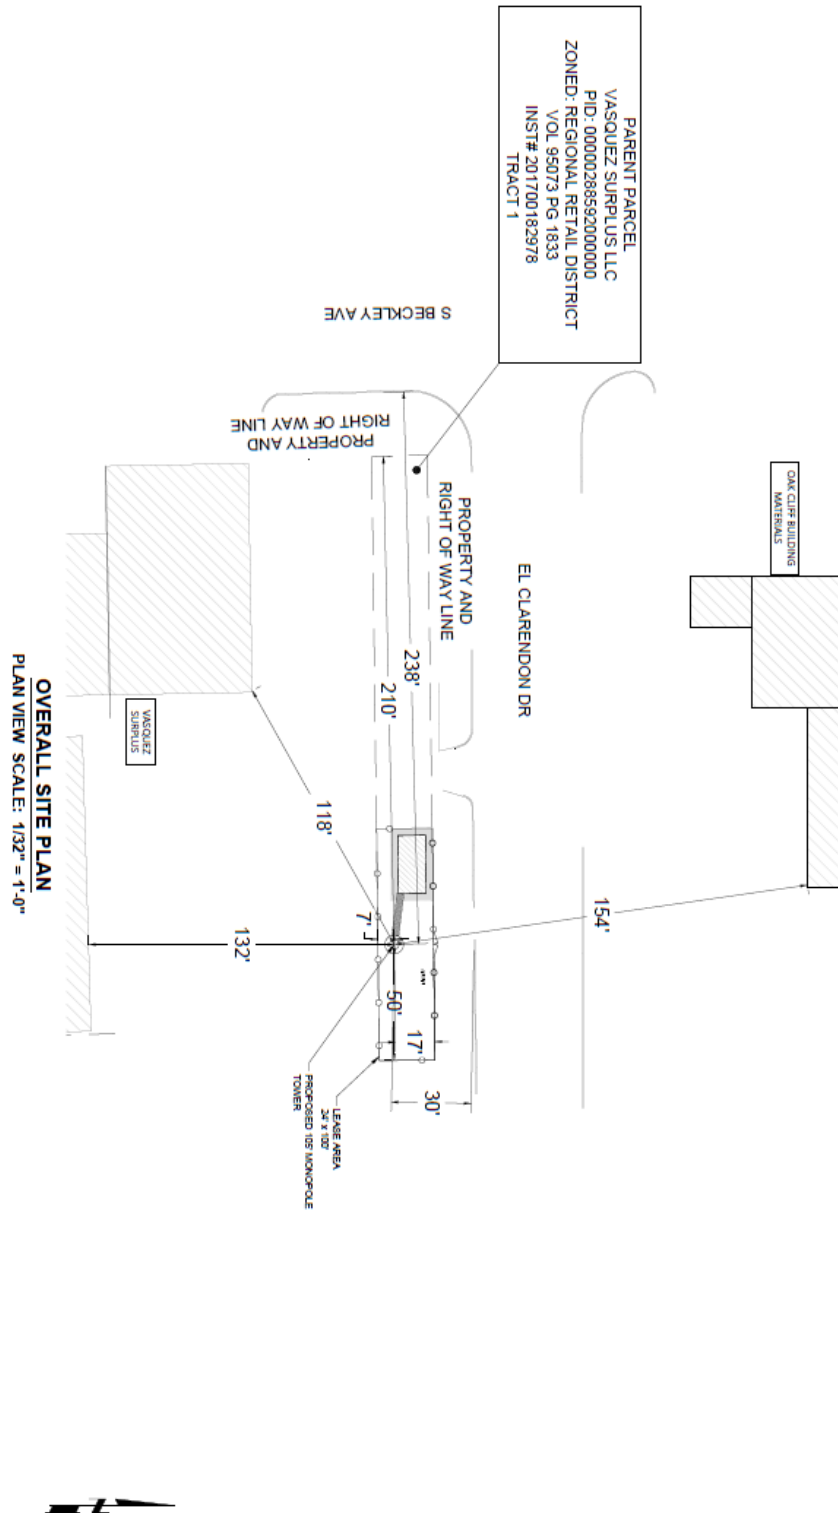 PARENT PARCEL
VASQUEZ SURPLUS LLC
PID: 00000288592000000
ZONED: REGIONAL RETAIL DISTRICT
VOL 95073 PG 1833
INST# 201700182978
TRACT 1
S BECKLEY AVE
PROPERTY AND
RIGHT OF WAY LINE
PROPERTY AND
RIGHT OF WAY LINE
EL CLARENDON DR
OAK CLIFF BUILDING
MATERIALS
238'
210'
VASQUEZ
SURPLUS
118'
154'
7'
132'
50'
17'
30'
LEASE AREA
24' x 100'
PROPOSED 105' MONOPOLE
TOWER
OVERALL SITE PLAN
PLAN VIEW SCALE: 1/32" = 1'-0"